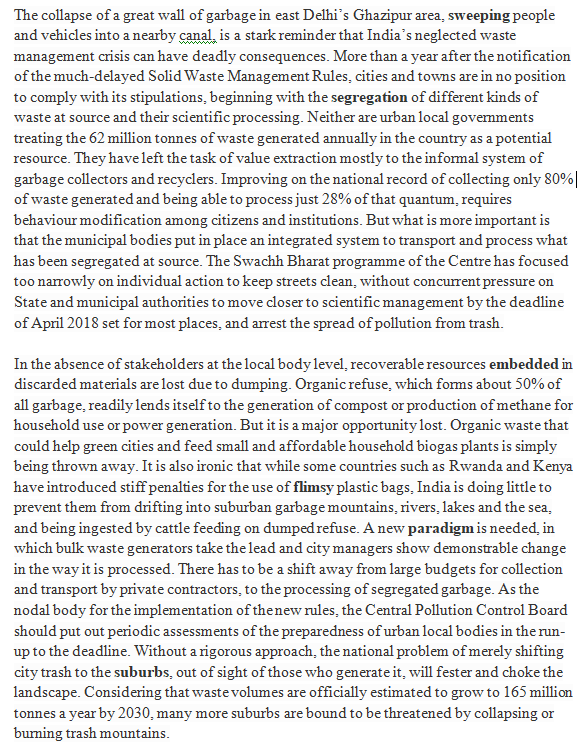 The collapse of a great wall of garbage in east Delhi’s Ghazipur area, sweeping people
and vehicles into a nearby canal, is a stark reminder that India’s neglected waste
management crisis can have deadly consequences. More than a year after the notification
of the much-delayed Solid Waste Management Rules, cities and towns are in no position
to comply with its stipulations, beginning with the segregation of different kinds of
waste at source and their scientific processing. Neither are urban local governments
treating the 62 million tonnes of waste generated annually in the country as a potential
resource. They have left the task of value extraction mostly to the informal system of
garbage collectors and recyclers. Improving on the national record of collecting only 80%
of waste generated and being able to process just 28% of that quantum, requires
behaviour modification among citizens and institutions. But what is more important is
that the municipal bodies put in place an integrated system to transport and process what
has been segregated at source. The Swachh Bharat programme of the Centre has focused
too narrowly on individual action to keep streets clean, without concurrent pressure on
State and municipal authorities to move closer to scientific management by the deadline
of April 2018 set for most places, and arrest the spread of pollution from trash.
In the absence of stakeholders at the local body level, recoverable resources embedded in
discarded materials are lost due to dumping. Organic refuse, which forms about 50% of
all garbage, readily lends itself to the generation of compost or production of methane for
household use or power generation. But it is a major opportunity lost. Organic waste that
could help green cities and feed small and affordable household biogas plants is simply
being thrown away. It is also ironic that while some countries such as Rwanda and Kenya
have introduced stiff penalties for the use of flimsy plastic bags, India is doing little to
prevent them from drifting into suburban garbage mountains, rivers, lakes and the sea,
and being ingested by cattle feeding on dumped refuse. A new paradigm is needed, in
which bulk waste generators take the lead and city managers show demonstrable change
in the way it is processed. There has to be a shift away from large budgets for collection
and transport by private contractors, to the processing of segregated garbage. As the
nodal body for the implementation of the new rules, the Central Pollution Control Board
should put out periodic assessments of the preparedness of urban local bodies in the run-
up to the deadline. Without a rigorous approach, the national problem of merely shifting
city trash to the suburbs, out of sight of those who generate it, will fester and choke the
landscape. Considering that waste volumes are officially estimated to grow to 165 million
tonnes a year by 2030, many more suburbs are bound to be threatened by collapsing or
burning trash mountains.